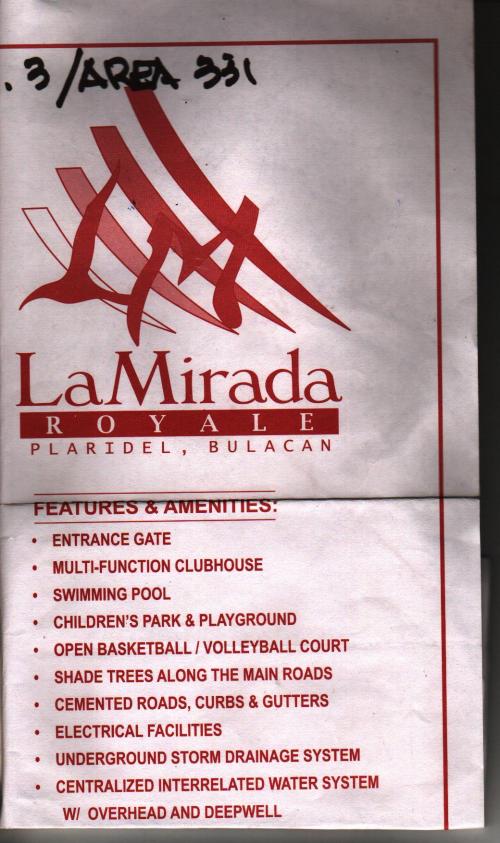 . 3 / AREA 331
LaMirada
ROYALE
PLARIDEL, BULACAN
FEATURES & AMENITIES:
• ENTRANCE GATE
• MULTI-FUNCTION CLUBHOUSE
• SWIMMING POOL
• CHILDREN'S PARK & PLAYGROUND
• OPEN BASKETBALL / VOLLEYBALL COURT
• SHADE TREES ALONG THE MAIN ROADS
• CEMENTED ROADS, CURBS & GUTTERS
• ELECTRICAL FACILITIES
• UNDERGROUND STORM DRAINAGE SYSTEM
• CENTRALIZED INTERRELATED WATER SYSTEM
W/ OVERHEAD AND DEEPWELL